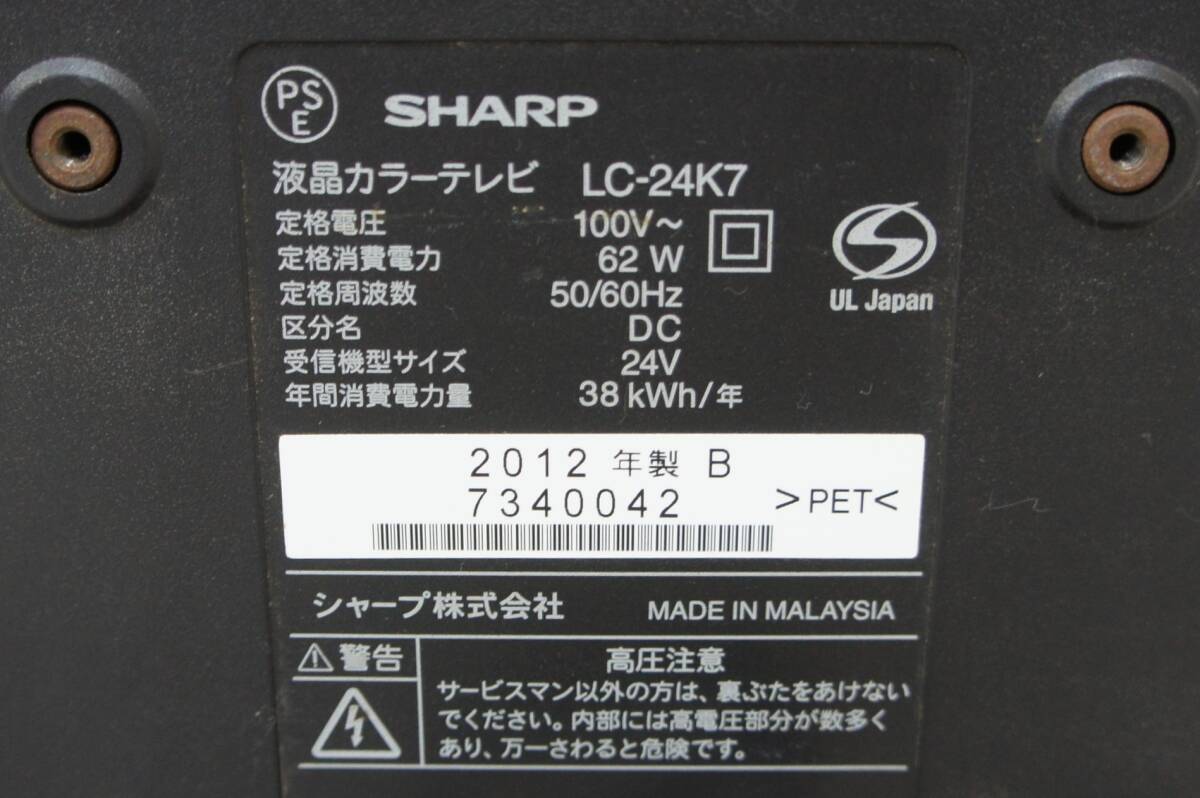 PSE SHARP
液晶カラーテレビ LC-24K7
定格電圧 100V～
定格消費電力 62 W
定格周波数 50/60Hz
区分名 DC
受信機型サイズ 24V
年間消費電力量 38 kWh/年
UL Japan
2012 年製 B
7340042 >PET<
シャープ株式会社 MADE IN MALAYSIA
⚠警告
高圧注意
サービスマン以外の方は、裏ぶたをあけない
でください。内部には高電圧部分が数多く
あり、万一さわると危険です。